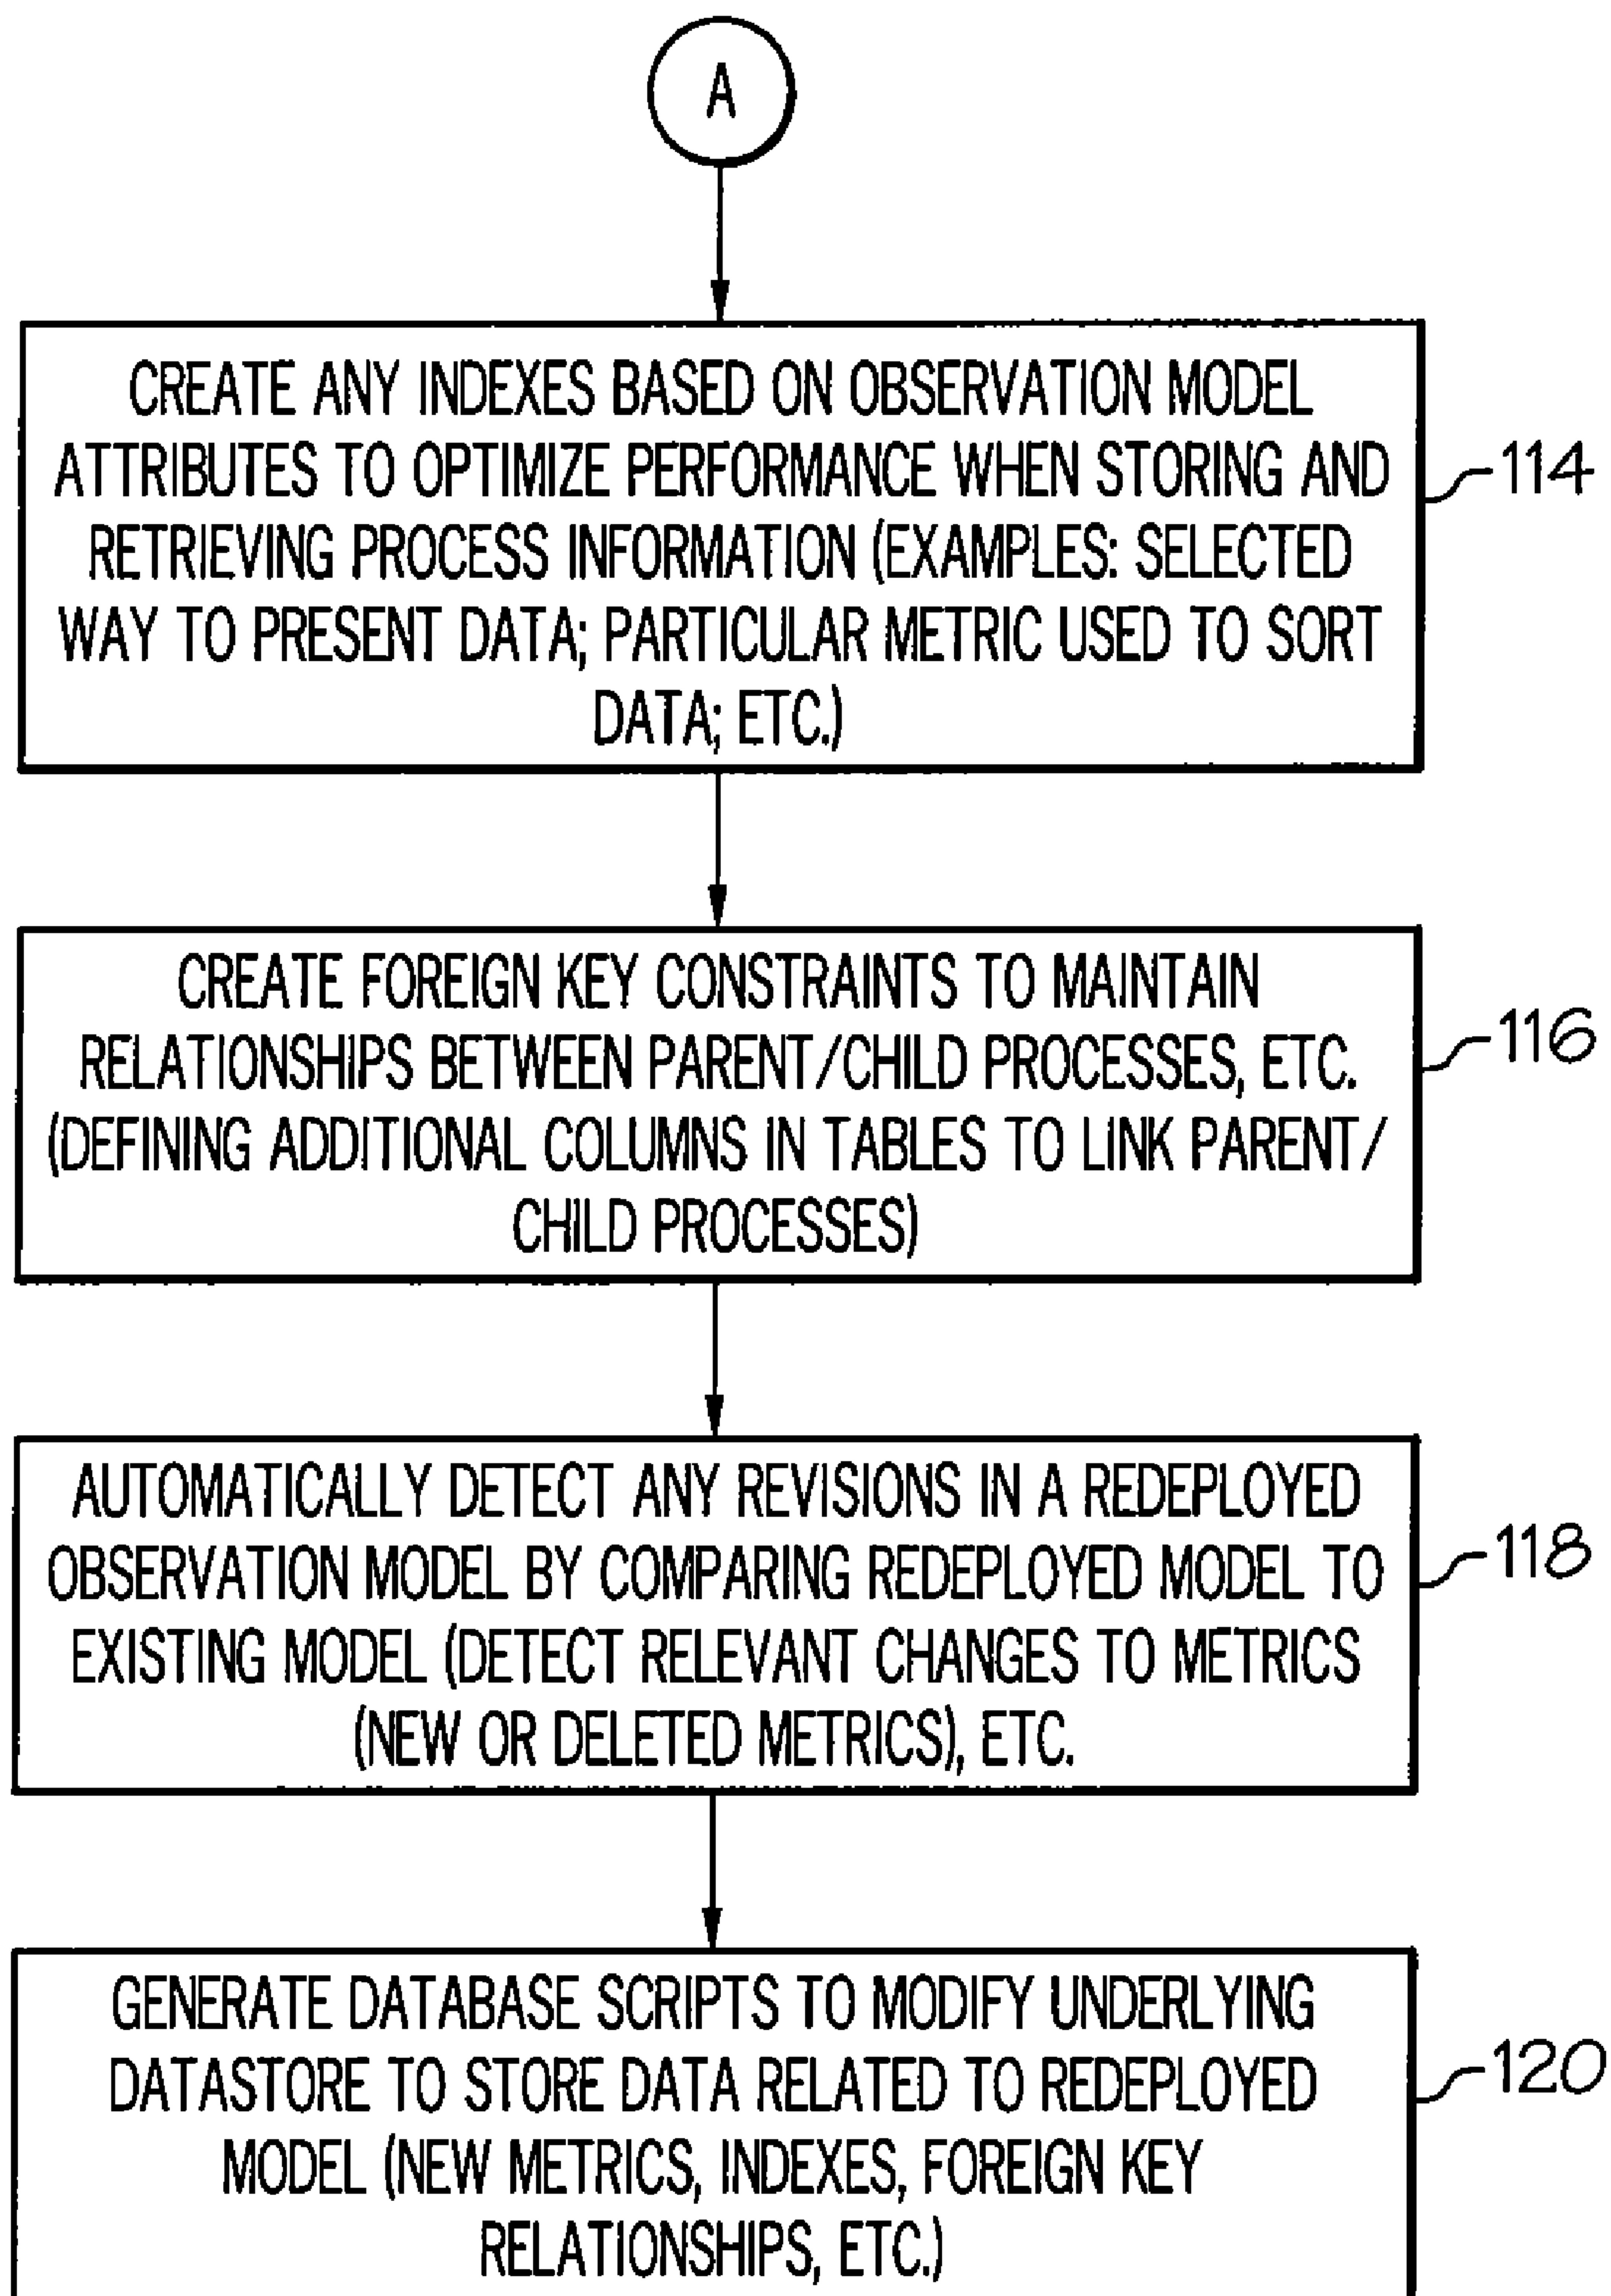 A
CREATE ANY INDEXES BASED ON OBSERVATION MODEL
ATTRIBUTES TO OPTIMIZE PERFORMANCE WHEN STORING AND
RETRIEVING PROCESS INFORMATION (EXAMPLES: SELECTED
WAY TO PRESENT DATA; PARTICULAR METRIC USED TO SORT
DATA; ETC.)
114
CREATE FOREIGN KEY CONSTRAINTS TO MAINTAIN
RELATIONSHIPS BETWEEN PARENT/CHILD PROCESSES, ETC.
(DEFINING ADDITIONAL COLUMNS IN TABLES TO LINK PARENT/
CHILD PROCESSES)
116
AUTOMATICALLY DETECT ANY REVISIONS IN A REDEPLOYED
OBSERVATION MODEL BY COMPARING REDEPLOYED MODEL TO
EXISTING MODEL (DETECT RELEVANT CHANGES TO METRICS
(NEW OR DELETED METRICS), ETC.
118
GENERATE DATABASE SCRIPTS TO MODIFY UNDERLYING
DATASTORE TO STORE DATA RELATED TO REDEPLOYED
MODEL (NEW METRICS, INDEXES, FOREIGN KEY
RELATIONSHIPS, ETC.)
120